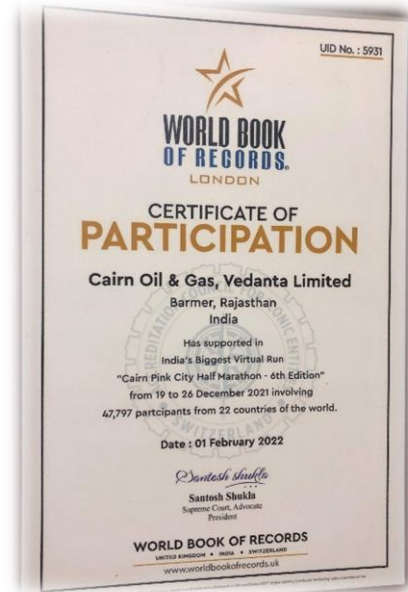 UID No. : 5931
WORLD BOOK
OF RECORDS
LONDON
CERTIFICATE OF
PARTICIPATION
Cairn Oil & Gas, Vedanta Limited
Barmer, Rajasthan
India
Has supported in
India's Biggest Virtual Run
"Cairn Pink City Half Marathon - 6th Edition"
from 19 to 26 December 2021 involving
47,797 partcipants from 22 countries of the world.
SWITZERLAND
Date : 01 February 2022
Santosh shukla
Santosh Shukla
Supreme Court, Advocate
President
WORLD BOOK OF RECORDS
UNITED KINGDOM • INDIA • SWITZERLAND
www.worldbookofrecords.uk